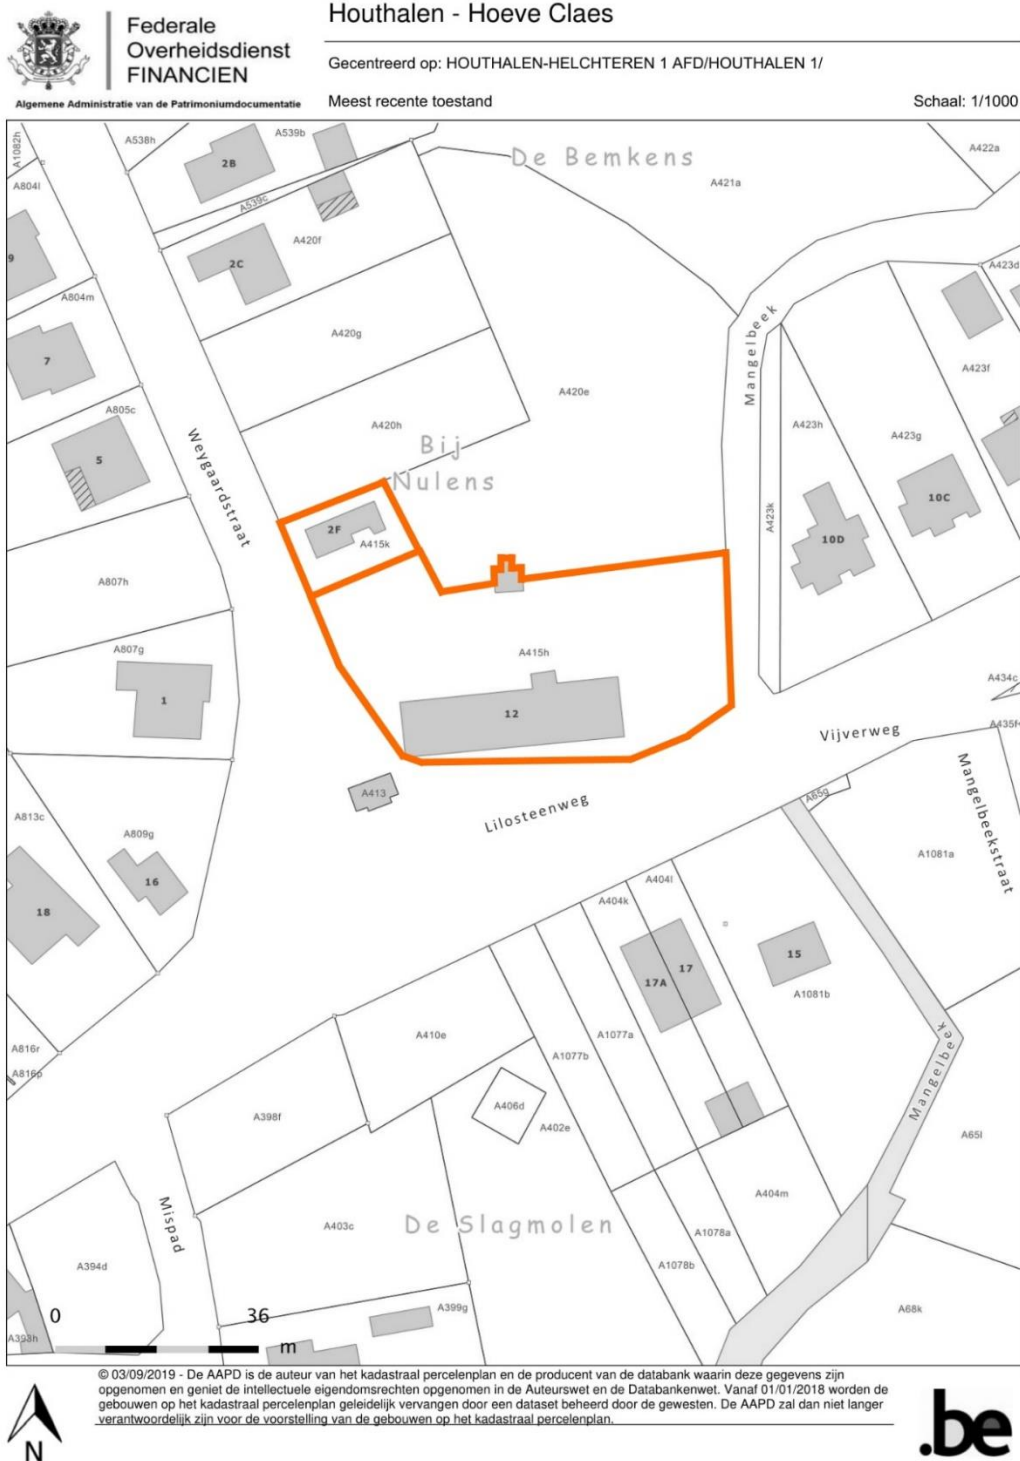 Federale
Overheidsdienst
FINANCIEN
Algemene Administratie van de Patrimoniumdocumentatie
Houthalen - Hoeve Claes
Gecentreerd op: HOUTHALEN-HELCHTEREN 1 AFD/HOUTHALEN 1/
Meest recente toestand
Schaal: 1/1000
A1082h
A538h
A539b
2B
De Bemkens
A422a
A804l
A421a
A539c
9
A420f
2C
A423d
A804m
Mangelbeek
A420g
7
A423f
A420e
A805c
A420h
A423h
A423g
Weygaardstraat
Bij
Nulens
5
10C
A423k
2F
A415k
10D
A807h
A807g
A415h
A434c
1
12
A435f
Vijverweg
A413
Lilosteenweg
A65g
Mangelbeekstraat
A813c
A809g
A1081a
16
A404l
A404k
18
15
17
17A
A1081b
A410e
A1077a
A816r
A1077b
A816p
Mangelbeek
A406d
A398f
A402e
A65l
Mispad
A404m
A403c
De Slagmolen
A1078a
A394d
A1078b
A399g
A68k
0
36
A393h
m
© 03/09/2019 - De AAPD is de auteur van het kadastraal percelenplan en de producent van de databank waarin deze gegevens zijn
opgenomen en geniet de intellectuele eigendomsrechten opgenomen in de Auteurswet en de Databankenwet. Vanaf 01/01/2018 worden de
gebouwen op het kadastraal percelenplan geleidelijk vervangen door een dataset beheerd door de gewesten. De AAPD zal dan niet langer
verantwoordelijk zijn voor de voorstelling van de gebouwen op het kadastraal percelenplan.
N
.be